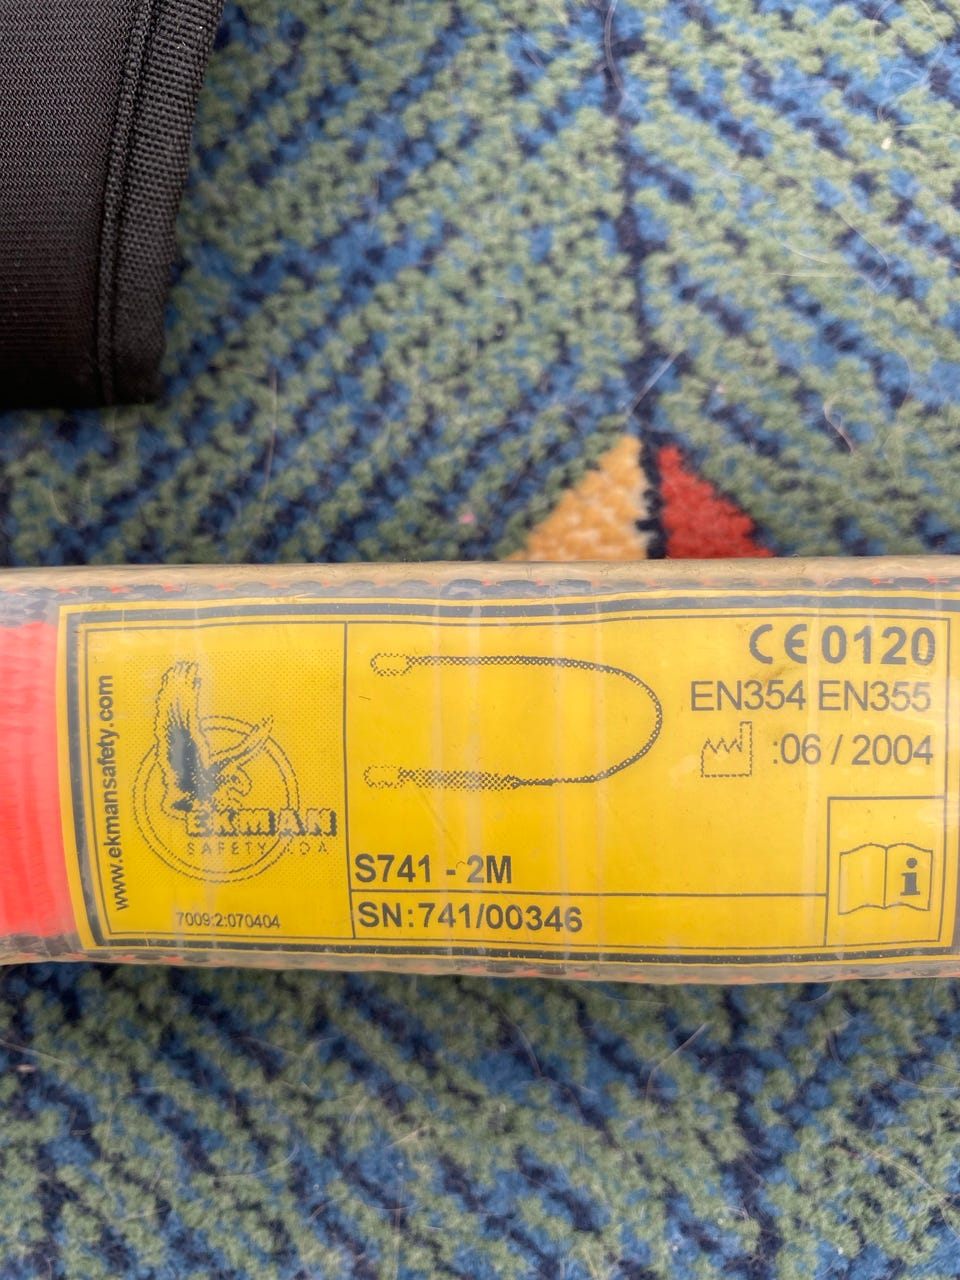 www.ekmansafety.com
EKMAN
SAFETY LDA
7009:2:070404
S741 - 2M
SN:741/00346
CE 0120
EN354 EN355
:06 / 2004
i